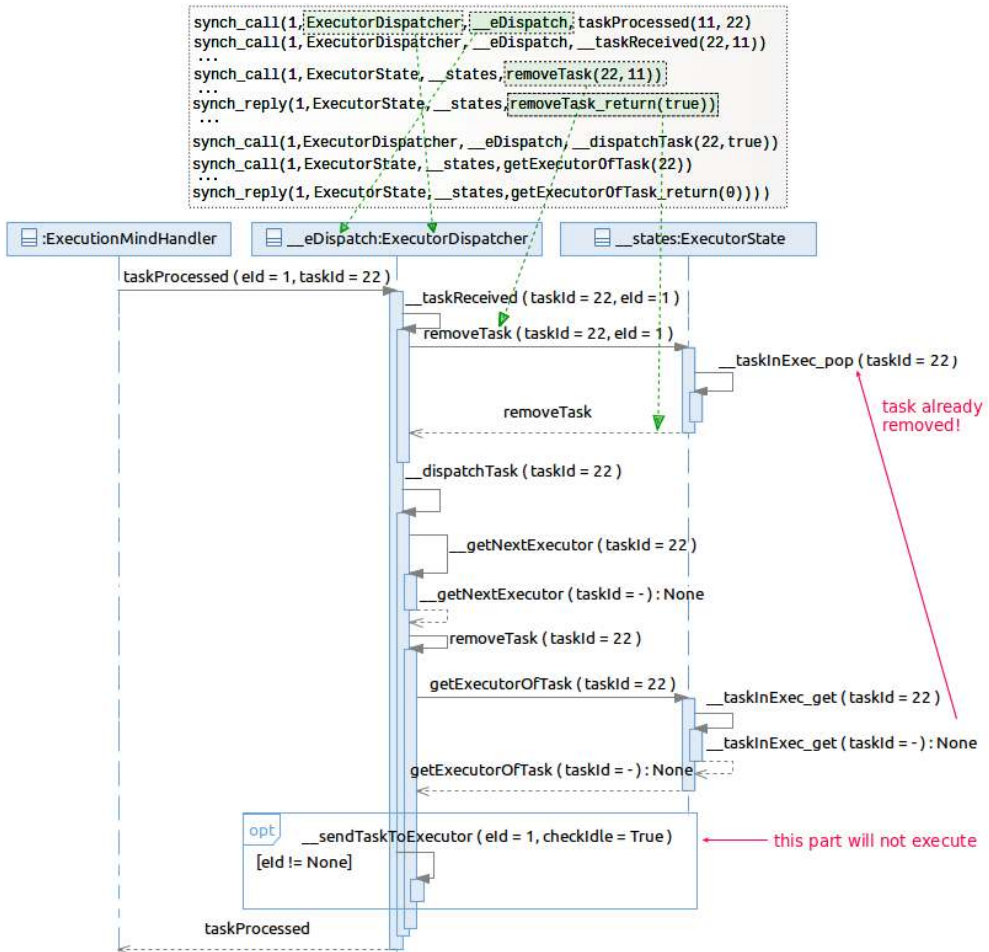 synch_call(1,ExecutorDispatcher,__eDispatch,taskProcessed(11,22)
synch_call(1,ExecutorDispatcher,__eDispatch,__taskReceived(22,11))
...
synch_call(1,ExecutorState,__states,removeTask(22,11))
...
synch_reply(1,ExecutorState,__states,removeTask_return(true))
...
synch_call(1,ExecutorDispatcher,__eDispatch,__dispatchTask(22,true))
synch_call(1,ExecutorState,__states,getExecutorOfTask(22))
...
synch_reply(1,ExecutorState,__states,getExecutorOfTask_return(0))))
:ExecutionMindHandler
__eDispatch:ExecutorDispatcher
__states:ExecutorState
taskProcessed ( eId = 1, taskId = 22 )
__taskReceived ( taskId = 22, eId = 1 )
removeTask ( taskId = 22, eId = 1 )
__taskInExec_pop ( taskId = 22 )
task already
removed!
removeTask
__dispatchTask ( taskId = 22 )
__getNextExecutor ( taskId = 22 )
__getNextExecutor ( taskId = - ) : None
removeTask ( taskId = 22 )
getExecutorOfTask ( taskId = 22 )
__taskInExec_get ( taskId = 22 )
__taskInExec_get ( taskId = - ) : None
getExecutorOfTask ( taskId = - ) : None
opt
__sendTaskToExecutor ( eId = 1, checkIdle = True )
this part will not execute
[eId != None]
taskProcessed